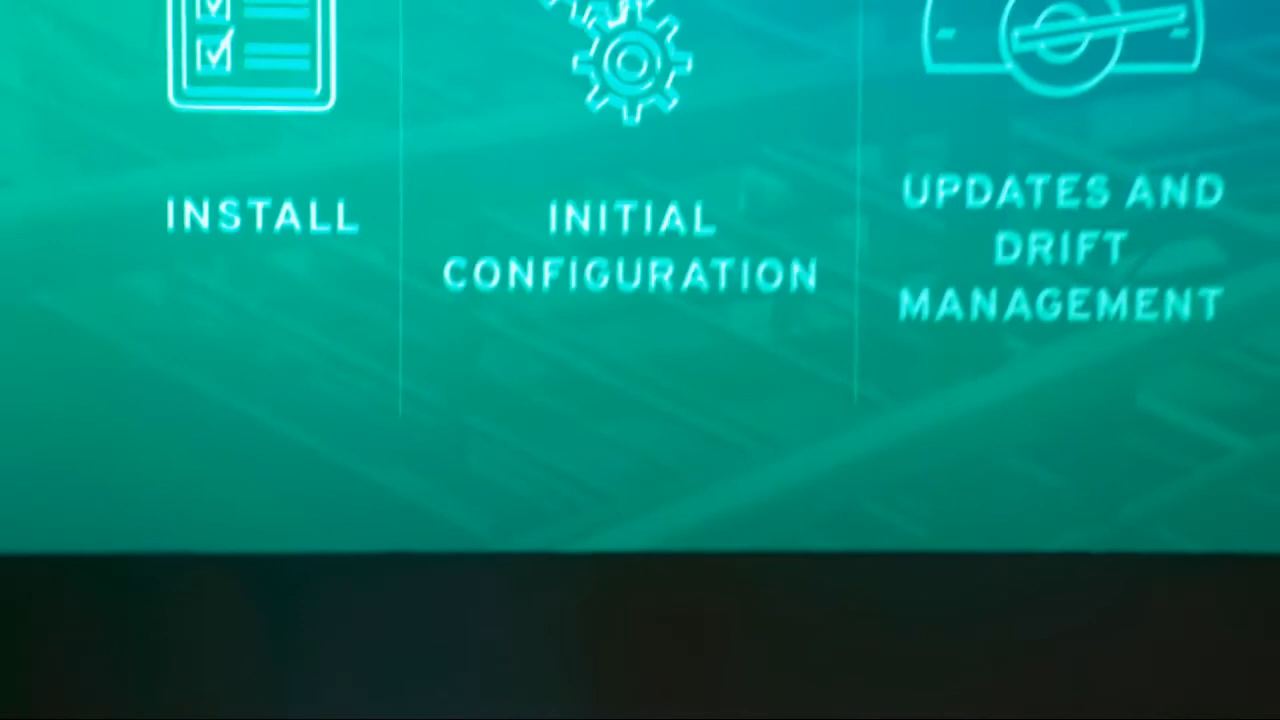 INSTALL
INITIAL
CONFIGURATION
UPDATES AND
DRIFT
MANAGEMENT